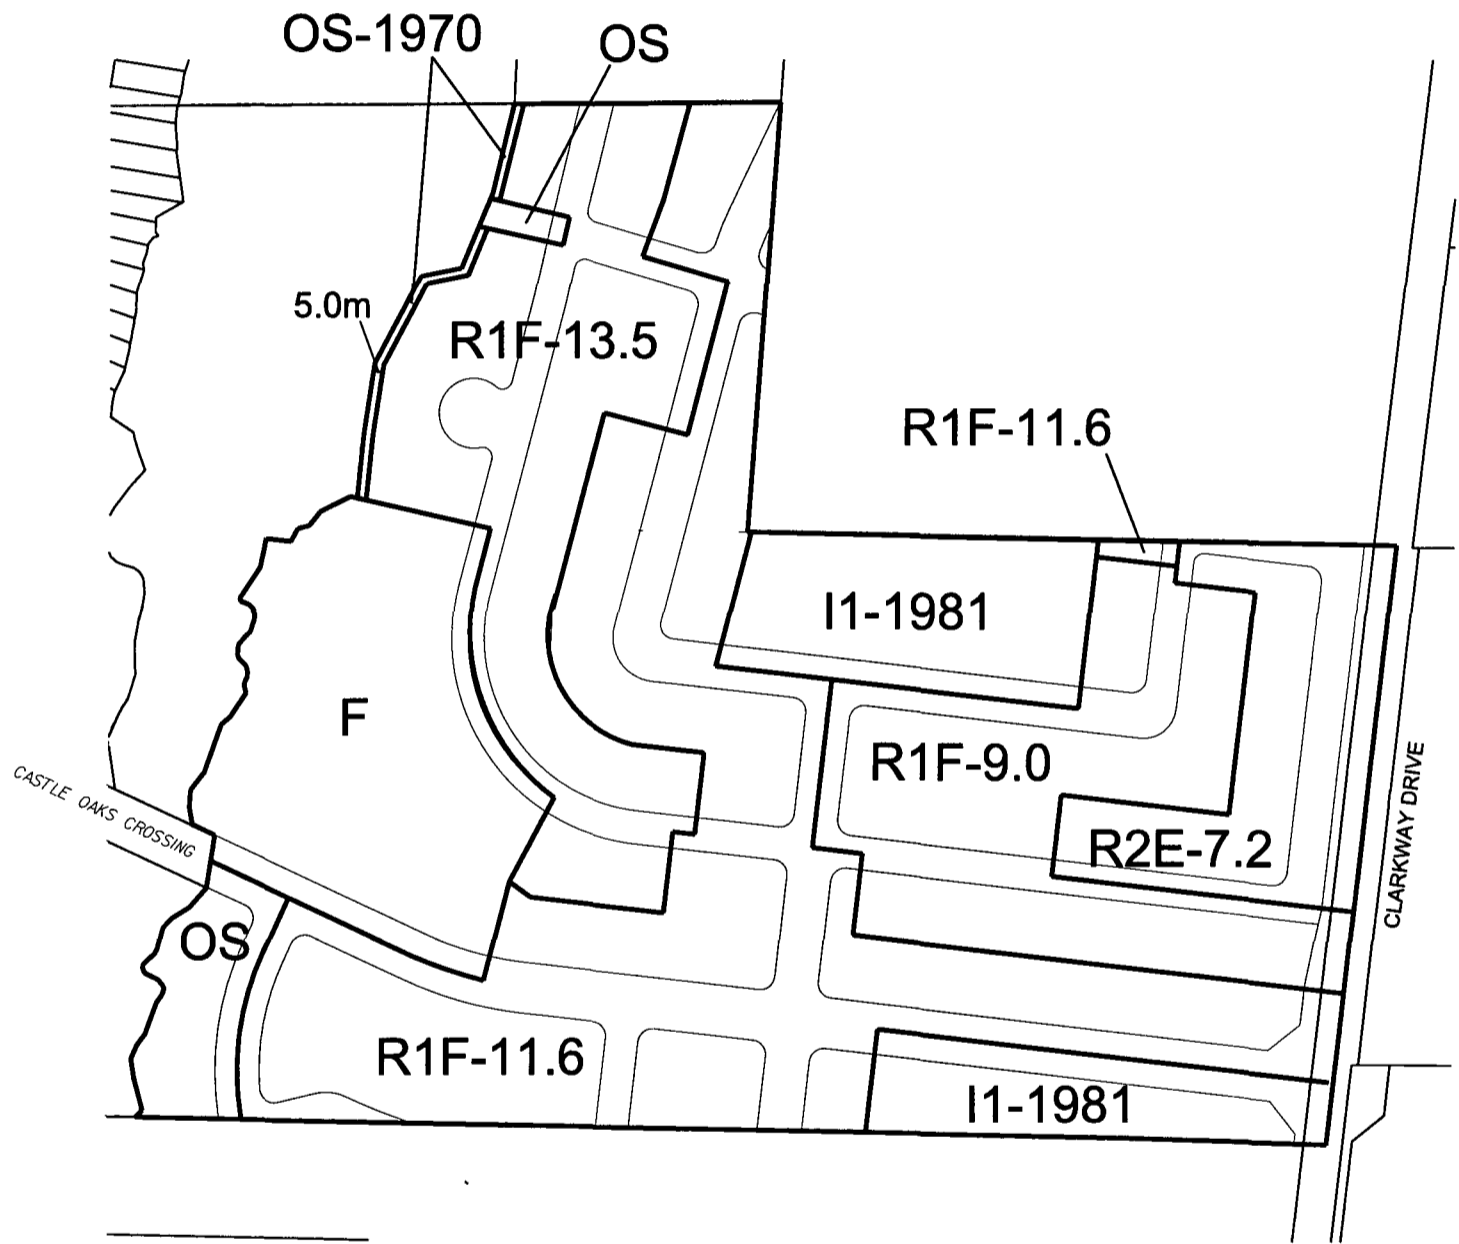 OS-1970
OS
5.0m
R1F-13.5
R1F-11.6
I1-1981
F
R1F-9.0
CASTLE OAKS CROSSING
R2E-7.2
CLARKWAY DRIVE
OS
R1F-11.6
I1-1981